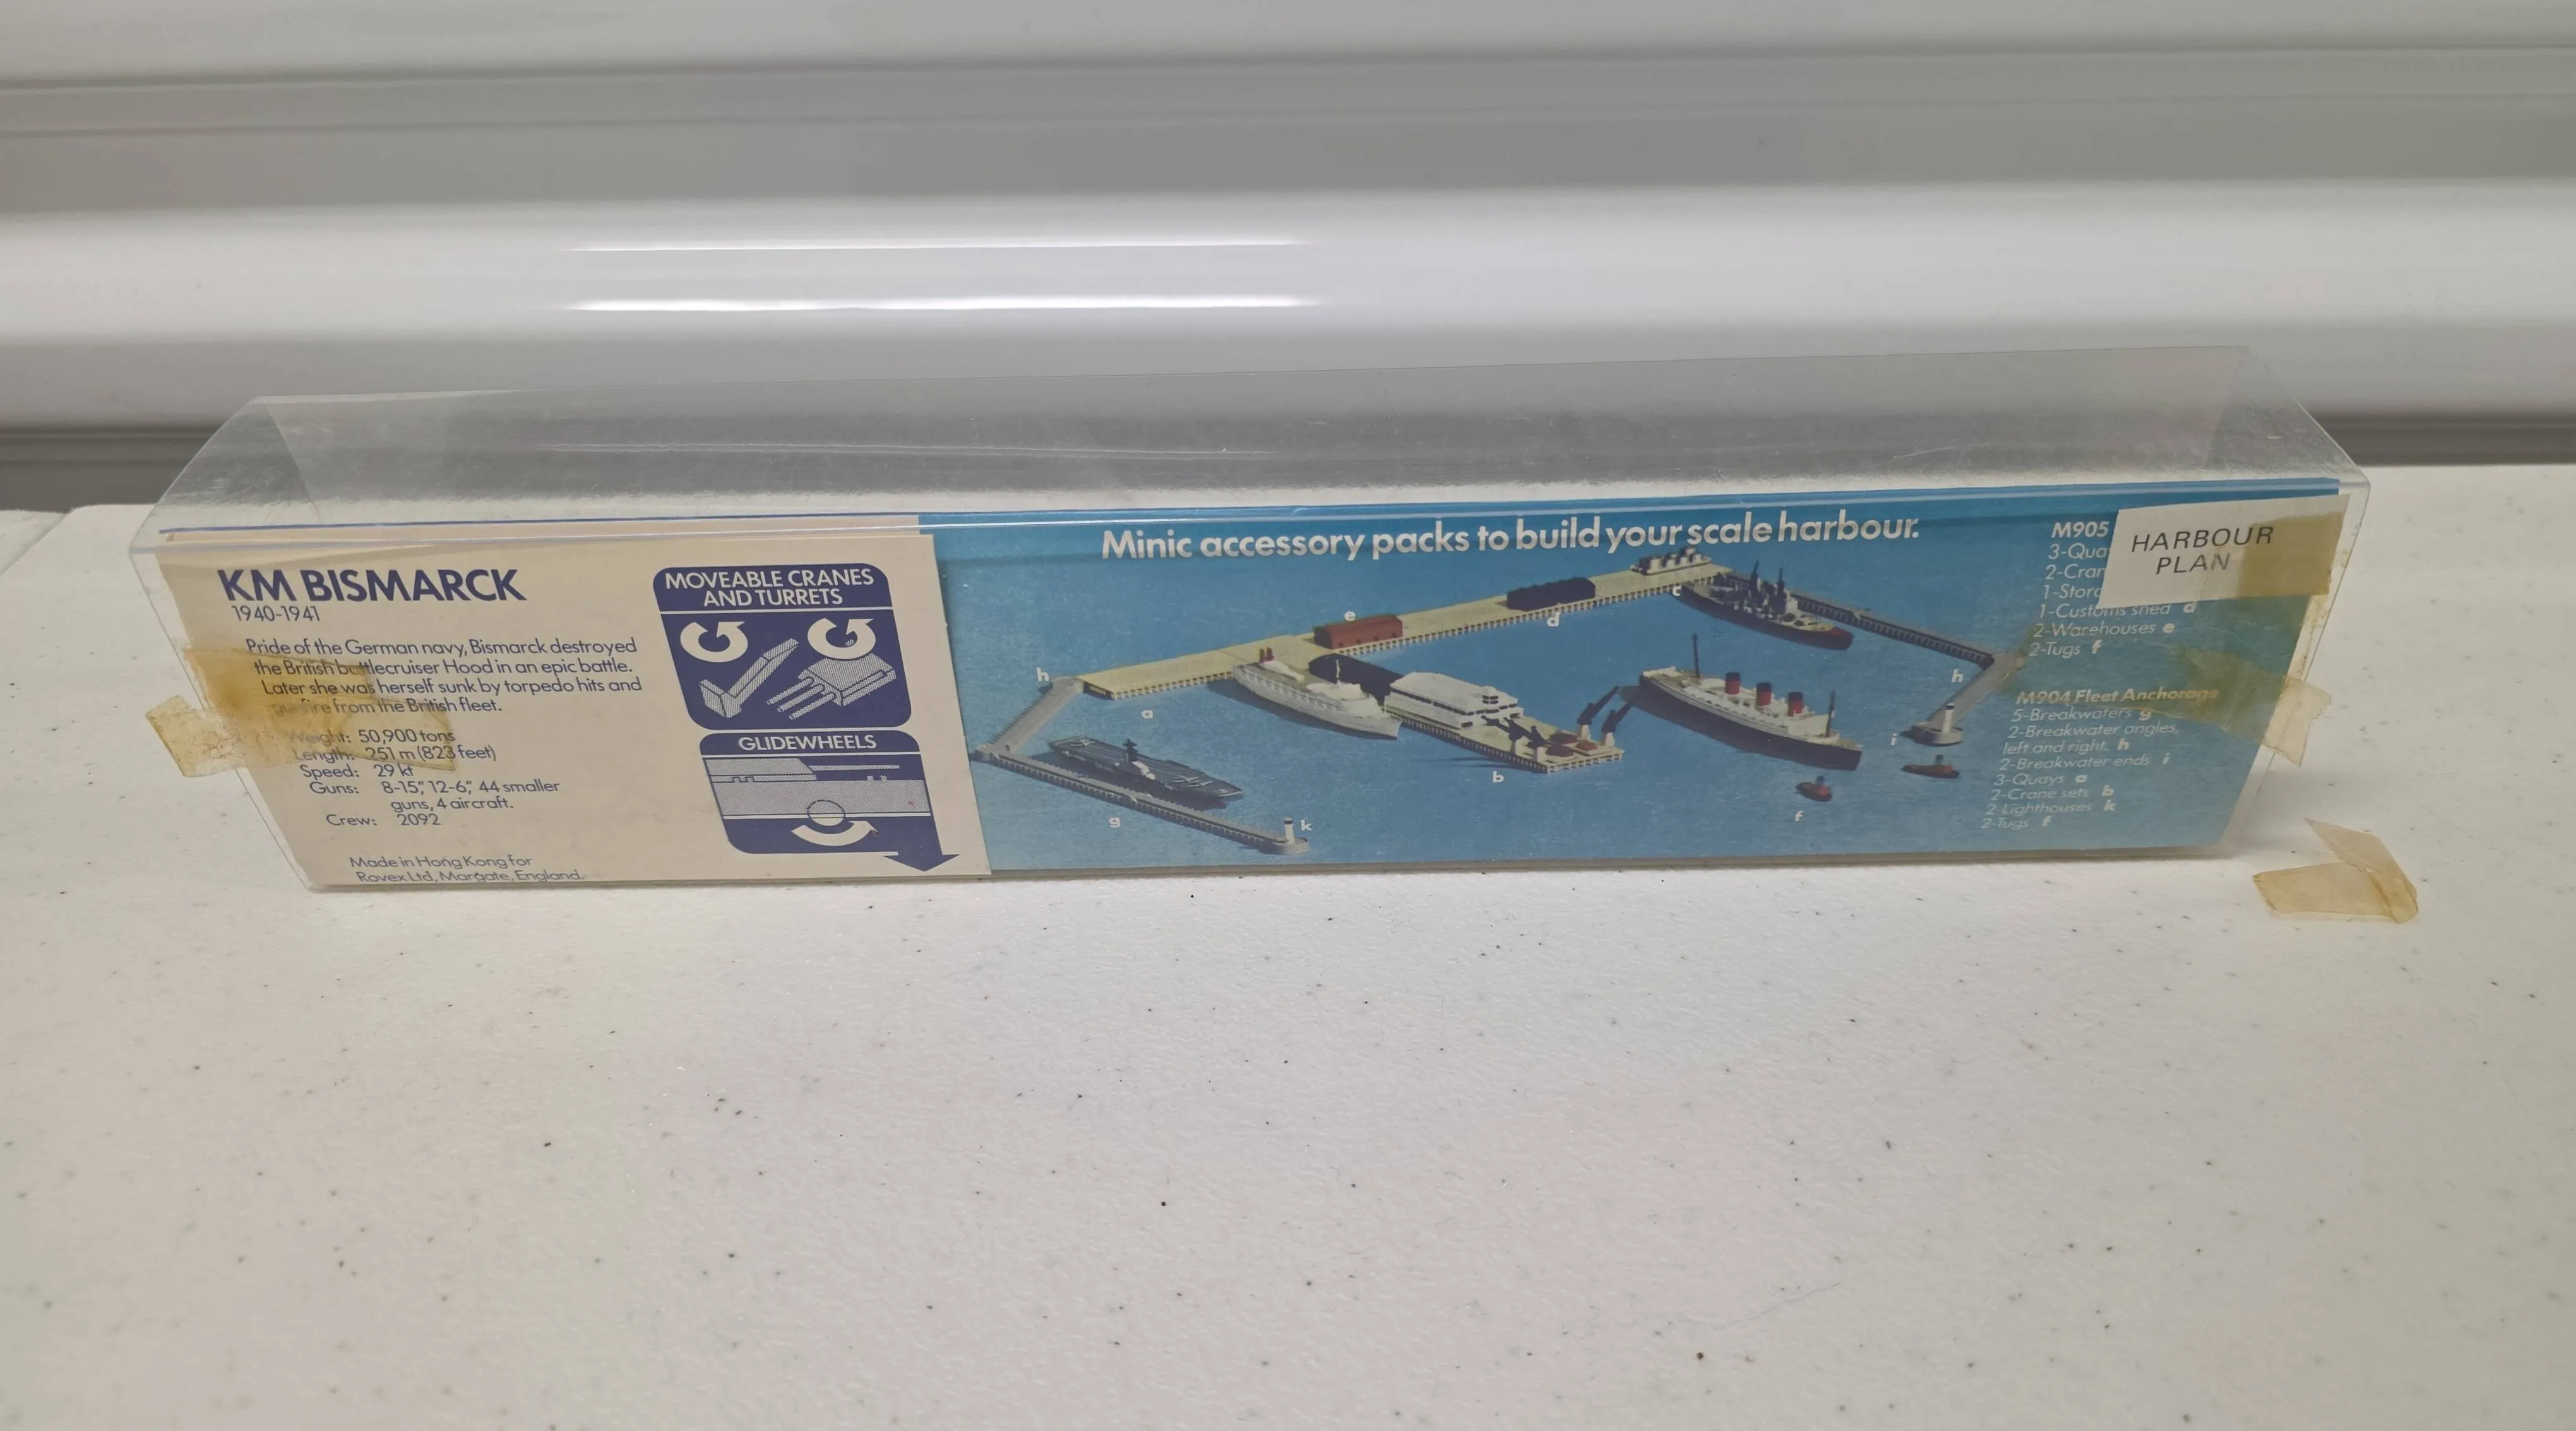 KM BISMARCK
1940-1941
Pride of the German navy, Bismarck destroyed
the British battlecruiser Hood in an epic battle.
Later she was herself sunk by torpedo hits and
gunfire from the British fleet.
Weight: 50,900 tons
Length: 251 m (823 feet)
Speed: 29 kt
Guns: 8-15", 12-6", 44 smaller
guns, 4 aircraft.
Crew: 2092
Made in Hong Kong for
Rovex Ltd, Margate, England.
MOVEABLE CRANES
AND TURRETS
GLIDEWHEELS
Minic accessory packs to build your scale harbour.
h
a
e
d
c
b
g
k
f
i
h
M905
3-Qua
2-Cran
1-Stor
1-Customs shed d
2-Warehouses e
2-Tugs f
HARBOUR
PLAN
M904 Fleet Anchorage
5-Breakwaters g
2-Breakwater angles,
left and right, h
2-Breakwater ends i
3-Quays a
2-Crane sets b
2-Lighthouses k
2-Tugs f